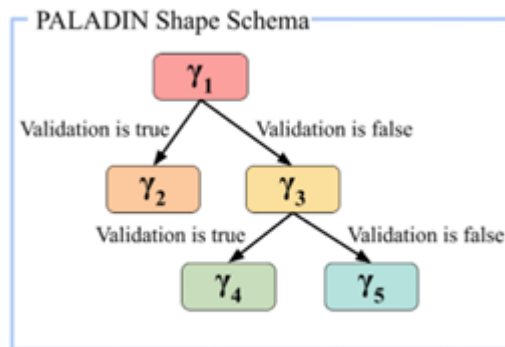 PALADIN Shape Schema
γ1
Validation is true
Validation is false
γ2
γ3
Validation is true
Validation is false
γ4
γ5